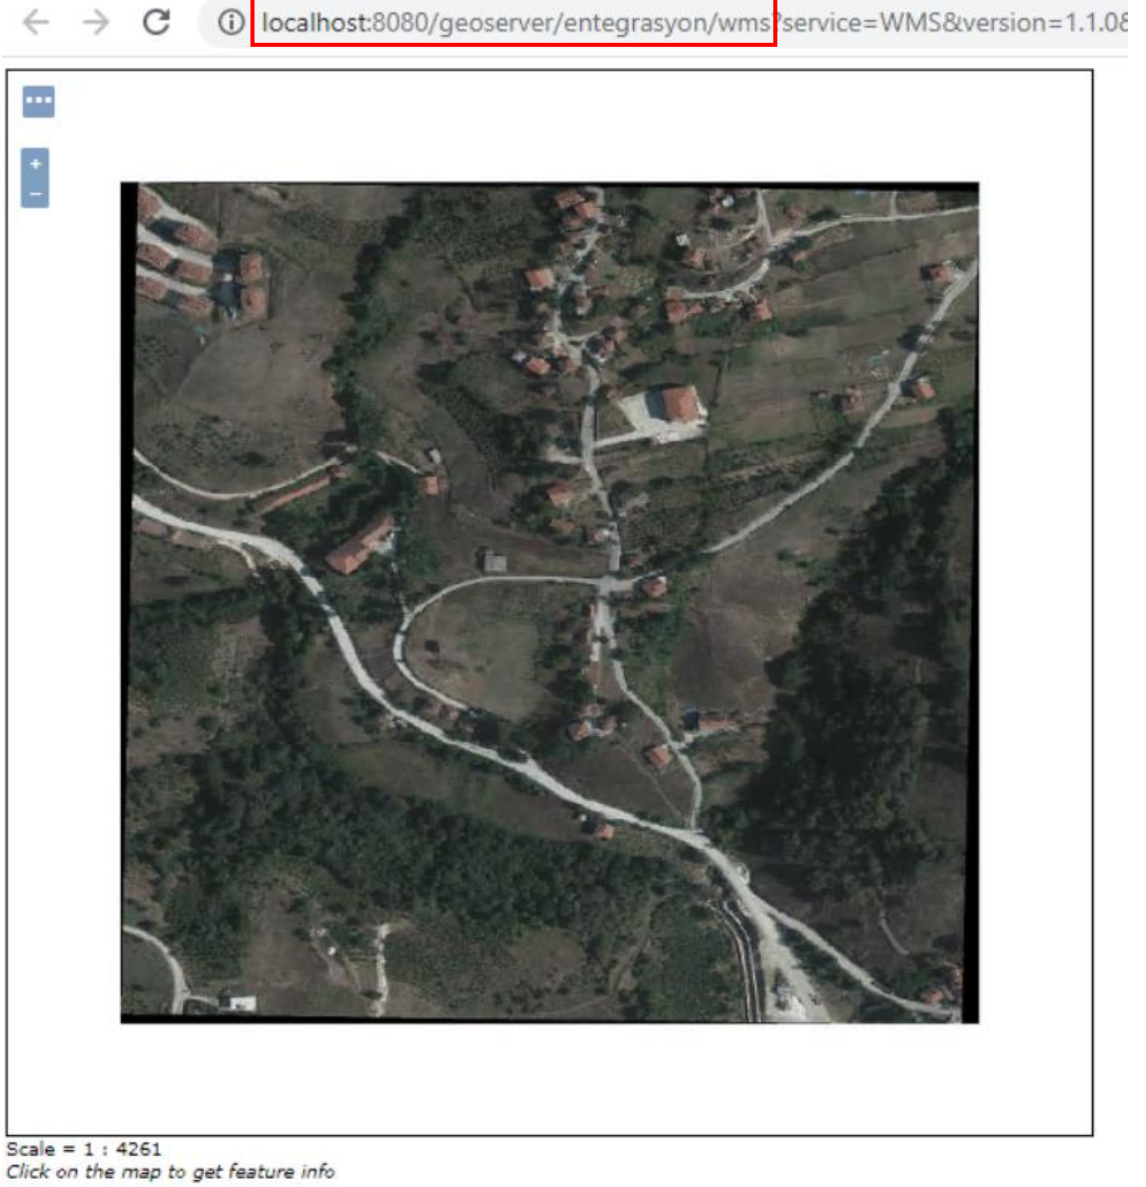 localhost:8080/geoserver/entegrasyon/wms?service=WMS&version=1.1.0&
+
−
Scale = 1 : 4261
Click on the map to get feature info